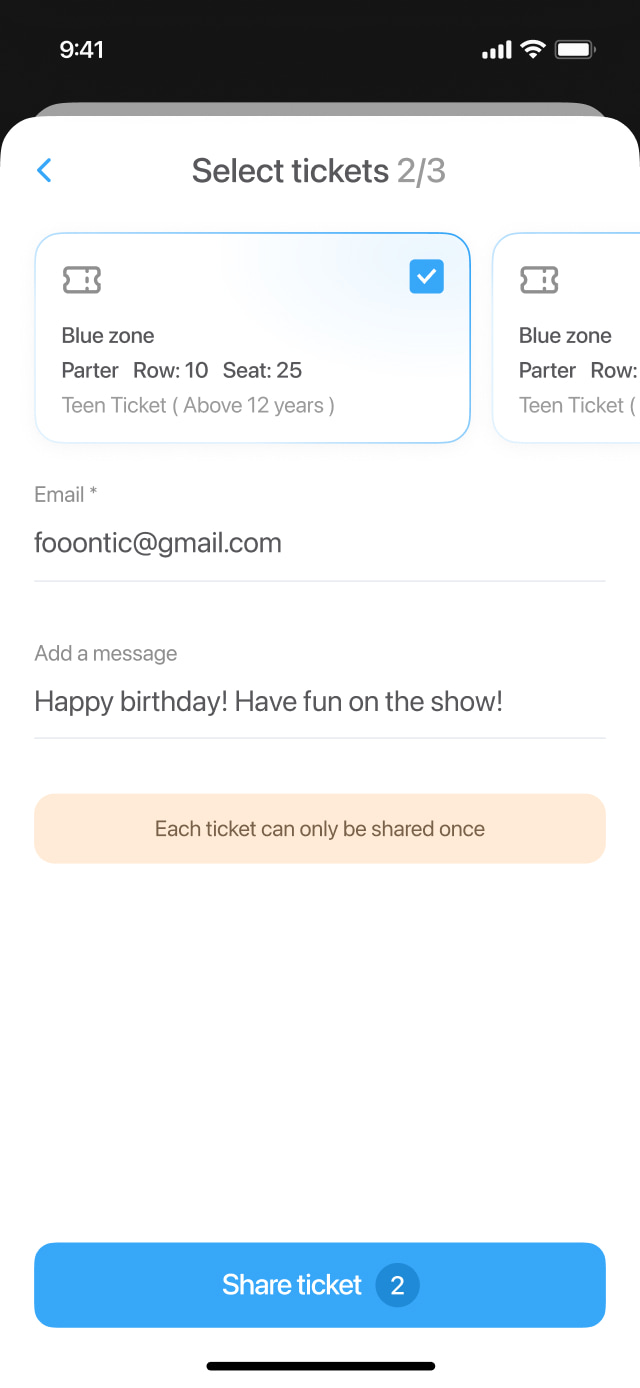 9:41
Select tickets 2/3
Blue zone
Parter Row: 10 Seat: 25
Teen Ticket ( Above 12 years )
Blue zone
Parter Row:
Teen Ticket (
Email *
fooontic@gmail.com
Add a message
Happy birthday! Have fun on the show!
Each ticket can only be shared once
Share ticket 2